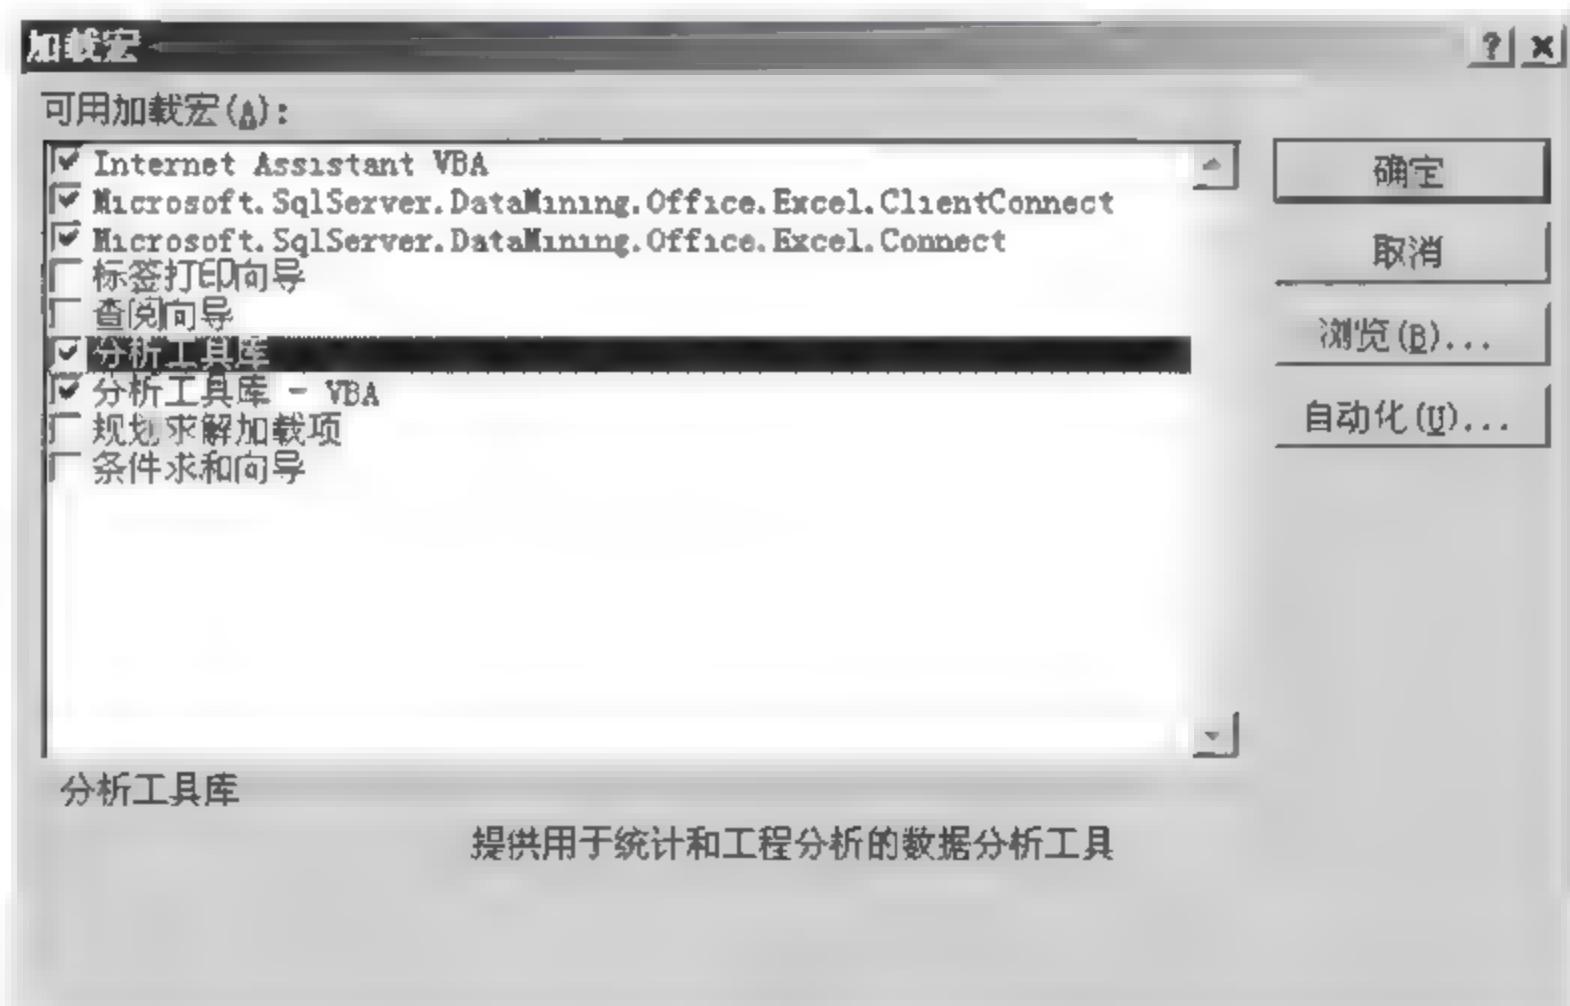 加载宏
可用加载宏(A):
Internet Assistant VBA
Microsoft.SqlServer.DataMining.Office.Excel.ClientConnect
Microsoft.SqlServer.DataMining.Office.Excel.Connect
标签打印向导
查阅向导
分析工具库
分析工具库 - VBA
规划求解加载项
条件求和向导
确定
取消
浏览(B)...
自动化(U)...
分析工具库
提供用于统计和工程分析的数据分析工具